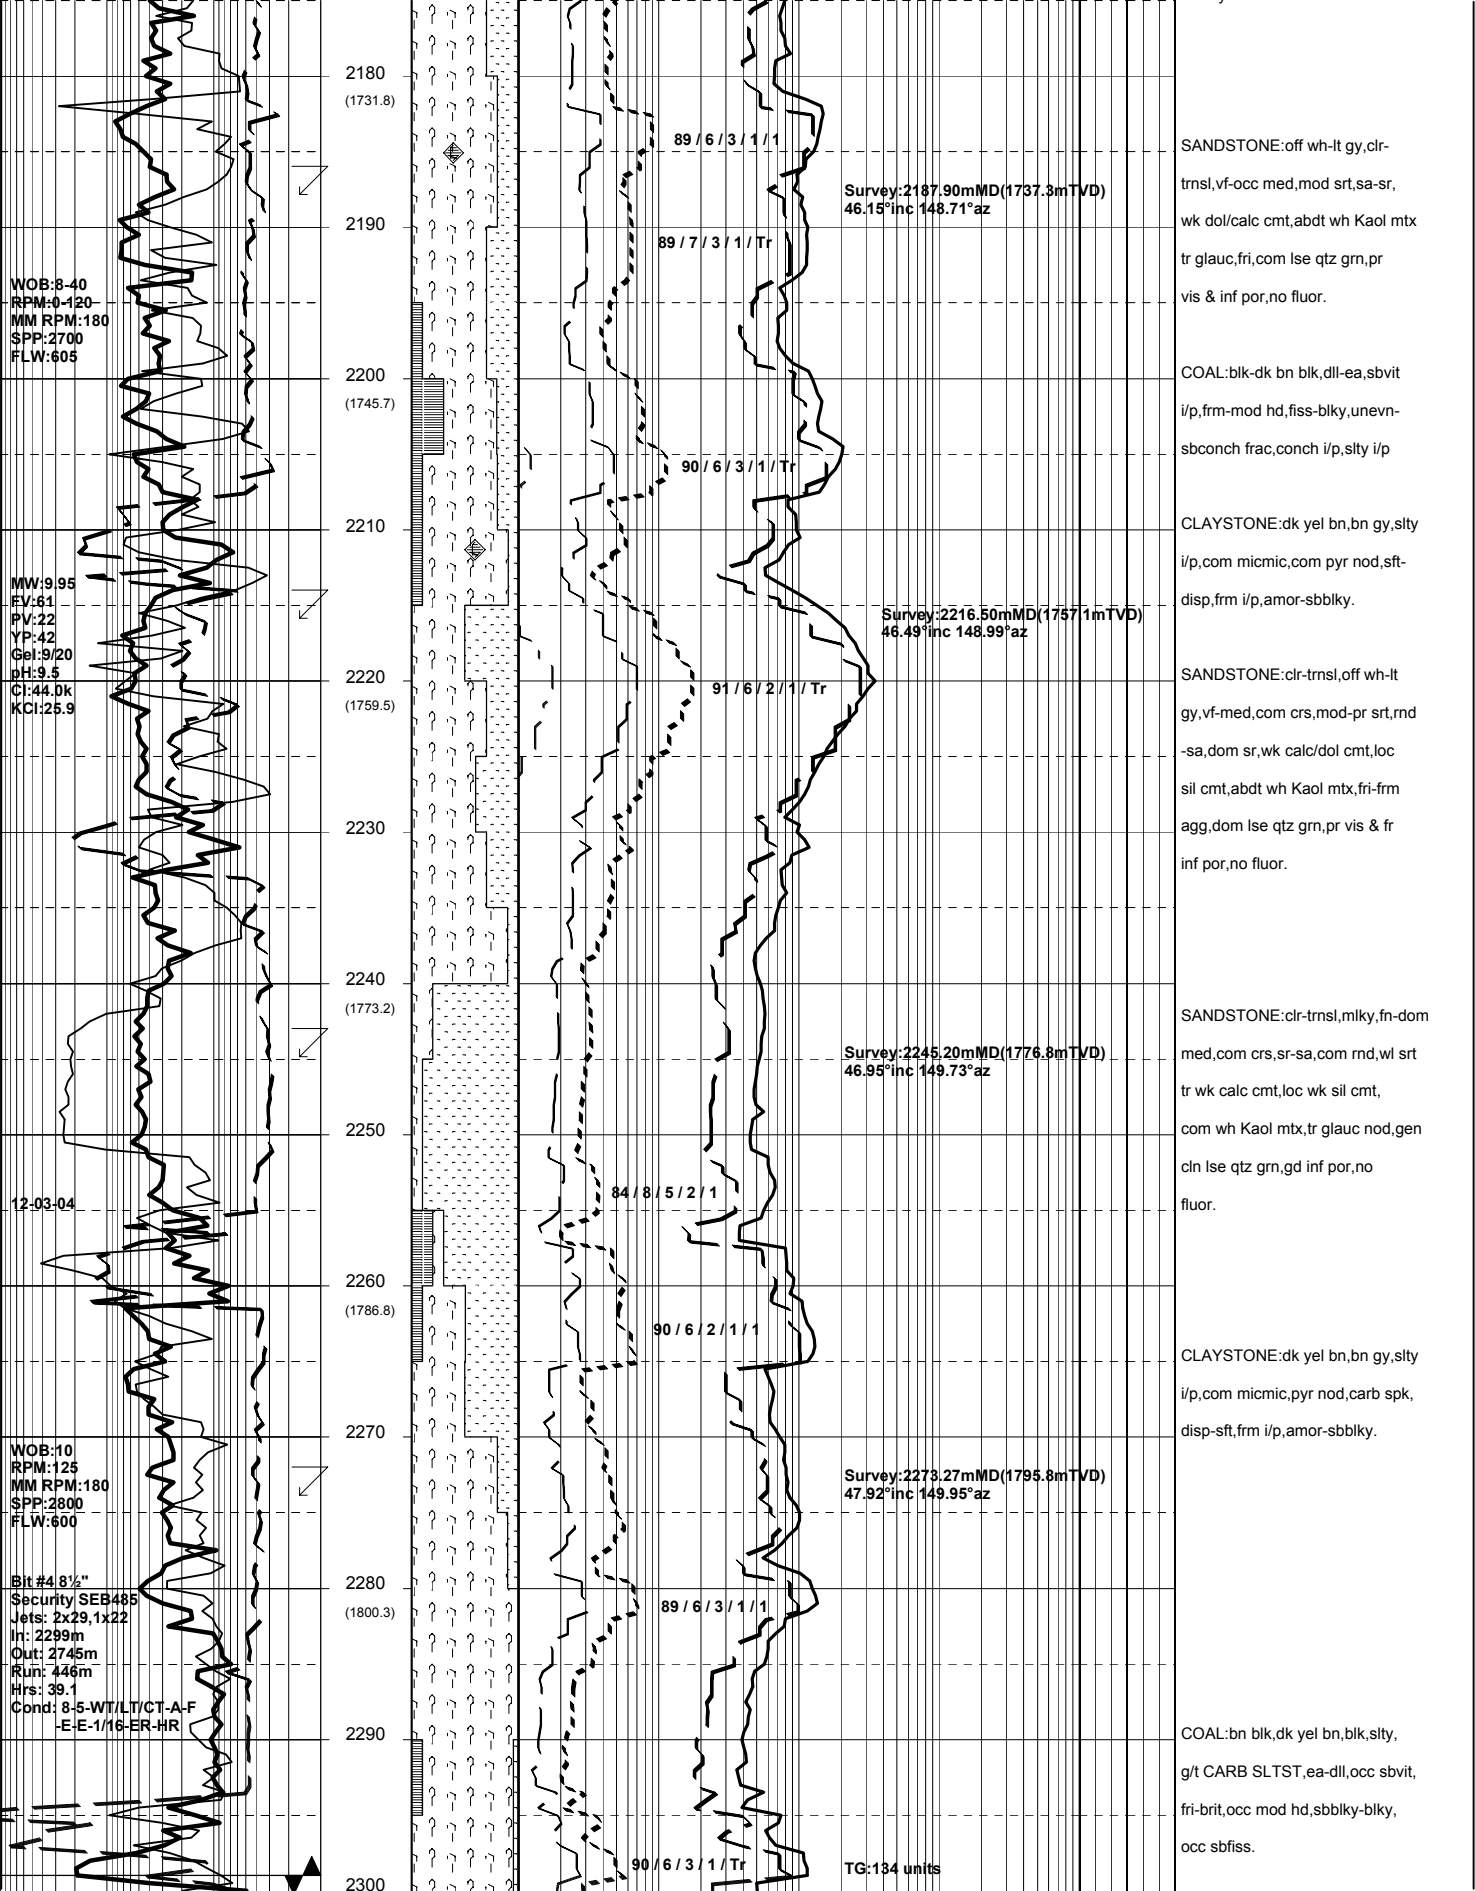 WOB:8-40
RPM:0-120
MM RPM:180
SPP:2700
FLW:605
MW:9.95
FV:61
PV:22
YP:42
Gel:9/20
pH:9.5
Cl:44.0k
KCl:25.9
12-03-04
WOB:10
RPM:125
MM RPM:180
SPP:2800
FLW:600
Bit #4 8½"
Security SEB485
Jets: 2x29,1x22
In: 2299m
Out: 2745m
Run: 446m
Hrs: 39.1
Cond: 8-5-WT/LT/CT-A-F
-E-E-1/16-ER-HR
2180
(1731.8)
2190
2200
(1745.7)
2210
2220
(1759.5)
2230
2240
(1773.2)
2250
2260
(1786.8)
2270
2280
(1800.3)
2290
2300
89 / 6 / 3 / 1 / 1
89 / 7 / 3 / 1 / Tr
90 / 6 / 3 / 1 / Tr
91 / 6 / 2 / 1 / Tr
84 / 8 / 5 / 2 / 1
90 / 6 / 2 / 1 / 1
89 / 6 / 3 / 1 / 1
90 / 6 / 3 / 1 / Tr
Survey:2187.90mMD(1737.3mTVD)
46.15°inc 148.71°az
Survey:2216.50mMD(1757.1mTVD)
46.49°inc 148.99°az
Survey:2245.20mMD(1776.8mTVD)
46.95°inc 149.73°az
Survey:2273.27mMD(1795.8mTVD)
47.92°inc 149.95°az
TG:134 units
SANDSTONE:off wh-lt gy,clr-
trnsl,vf-occ med,mod srt,sa-sr,
wk dol/calc cmt,abdt wh Kaol mtx
tr glauc,fri,com lse qtz grn,pr
vis & inf por,no fluor.
COAL:blk-dk bn blk,dll-ea,sbvit
i/p,frm-mod hd,fiss-blky,unevn-
sbconch frac,conch i/p,slty i/p
CLAYSTONE:dk yel bn,bn gy,slty
i/p,com micmic,com pyr nod,sft-
disp,frm i/p,amor-sbblky.
SANDSTONE:clr-trnsl,off wh-lt
gy,vf-med,com crs,mod-pr srt,rnd
-sa,dom sr,wk calc/dol cmt,loc
sil cmt,abdt wh Kaol mtx,fri-frm
agg,dom lse qtz grn,pr vis & fr
inf por,no fluor.
SANDSTONE:clr-trnsl,mlky,fn-dom
med,com crs,sr-sa,com rnd,wl srt
tr wk calc cmt,loc wk sil cmt,
com wh Kaol mtx,tr glauc nod,gen
cln lse qtz grn,gd inf por,no
fluor.
CLAYSTONE:dk yel bn,bn gy,slty
i/p,com micmic,pyr nod,carb spk,
disp-sft,frm i/p,amor-sbblky.
COAL:bn blk,dk yel bn,blk,slty,
g/t CARB SLTST,ea-dll,occ sbvit,
fri-brit,occ mod hd,sbblky-blky,
occ sbfiss.